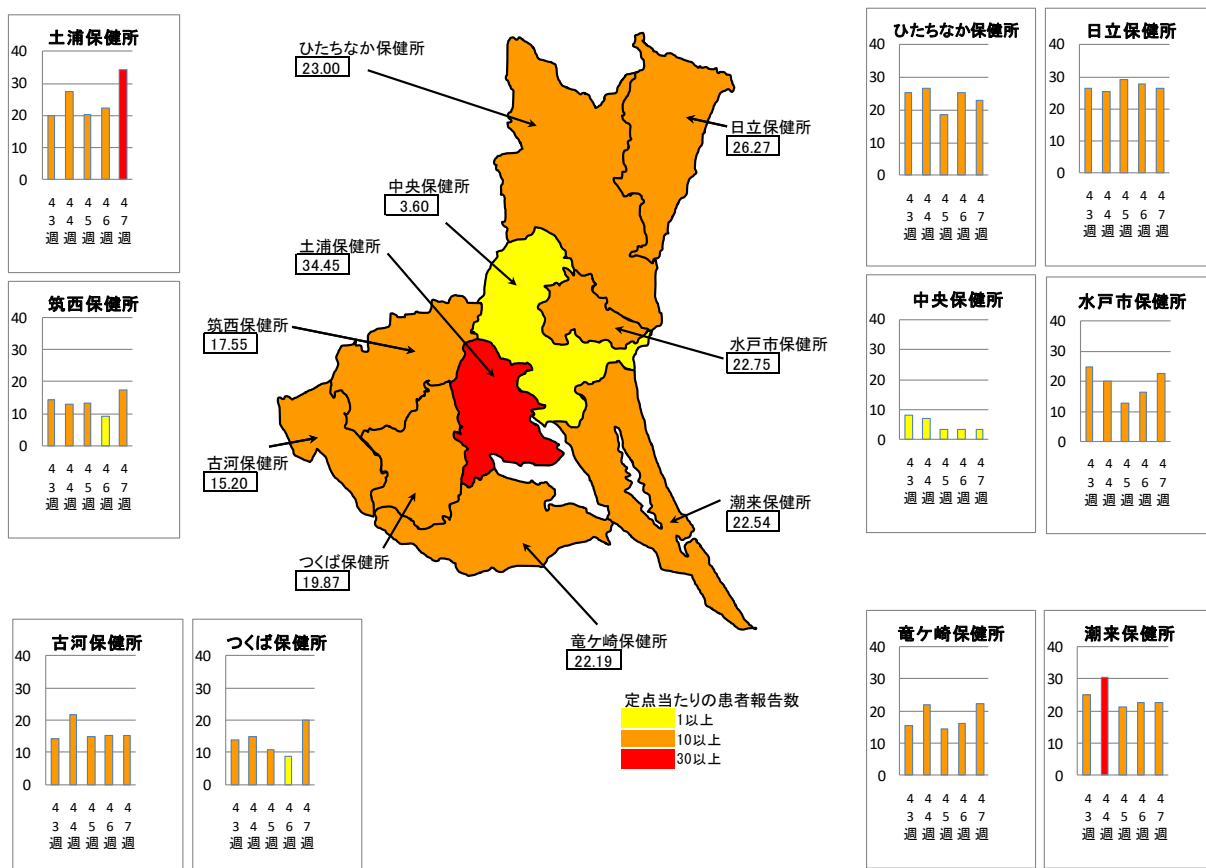 土浦保健所
40
30
20
10
0
43週
44週
45週
46週
47週
筑西保健所
40
30
20
10
0
43週
44週
45週
46週
47週
古河保健所
40
30
20
10
0
43週
44週
45週
46週
47週
つくば保健所
40
30
20
10
0
43週
44週
45週
46週
47週
ひたちなか保健所
23.00
日立保健所
26.27
中央保健所
3.60
土浦保健所
34.45
筑西保健所
17.55
水戸市保健所
22.75
古河保健所
15.20
潮来保健所
22.54
つくば保健所
19.87
竜ケ崎保健所
22.19
定点当たりの患者報告数
1以上
10以上
30以上
ひたちなか保健所
40
30
20
10
0
43週
44週
45週
46週
47週
日立保健所
40
30
20
10
0
43週
44週
45週
46週
47週
中央保健所
40
30
20
10
0
43週
44週
45週
46週
47週
水戸市保健所
40
30
20
10
0
43週
44週
45週
46週
47週
竜ケ崎保健所
40
30
20
10
0
43週
44週
45週
46週
47週
潮来保健所
40
30
20
10
0
43週
44週
45週
46週
47週